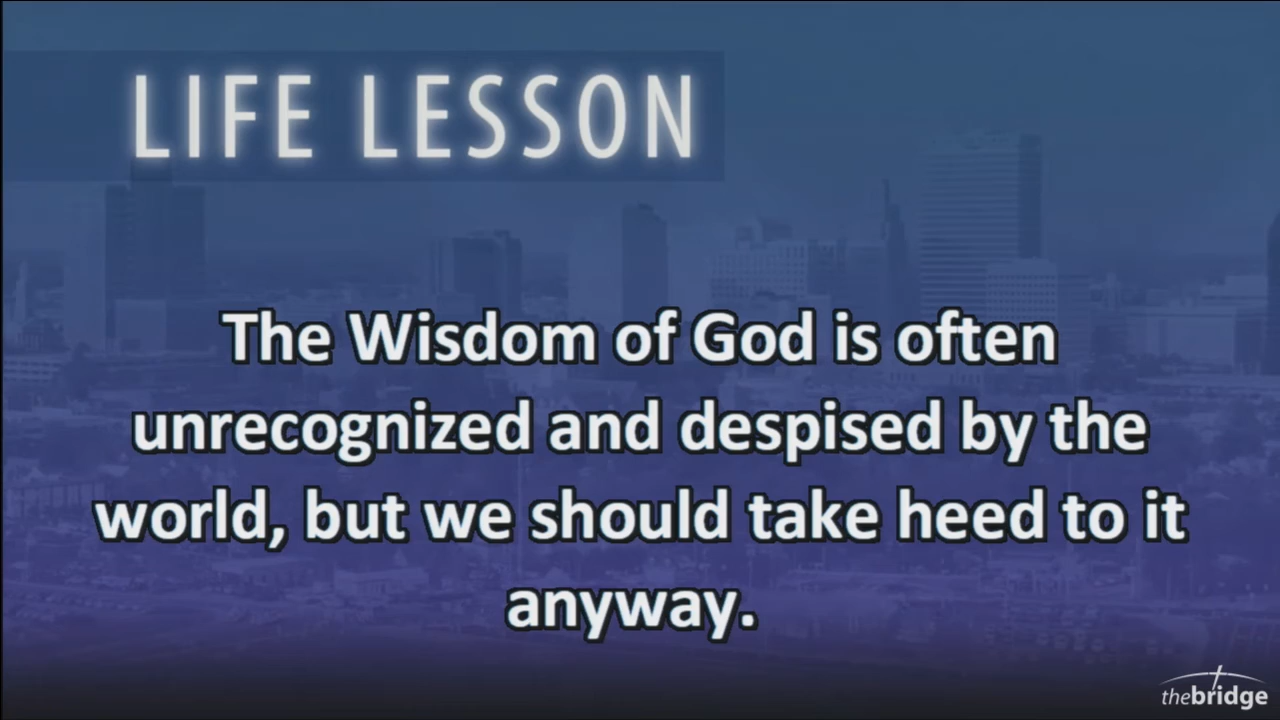 LIFE LESSON
The Wisdom of God is often
unrecognized and despised by the
world, but we should take heed to it
anyway.
thebridge